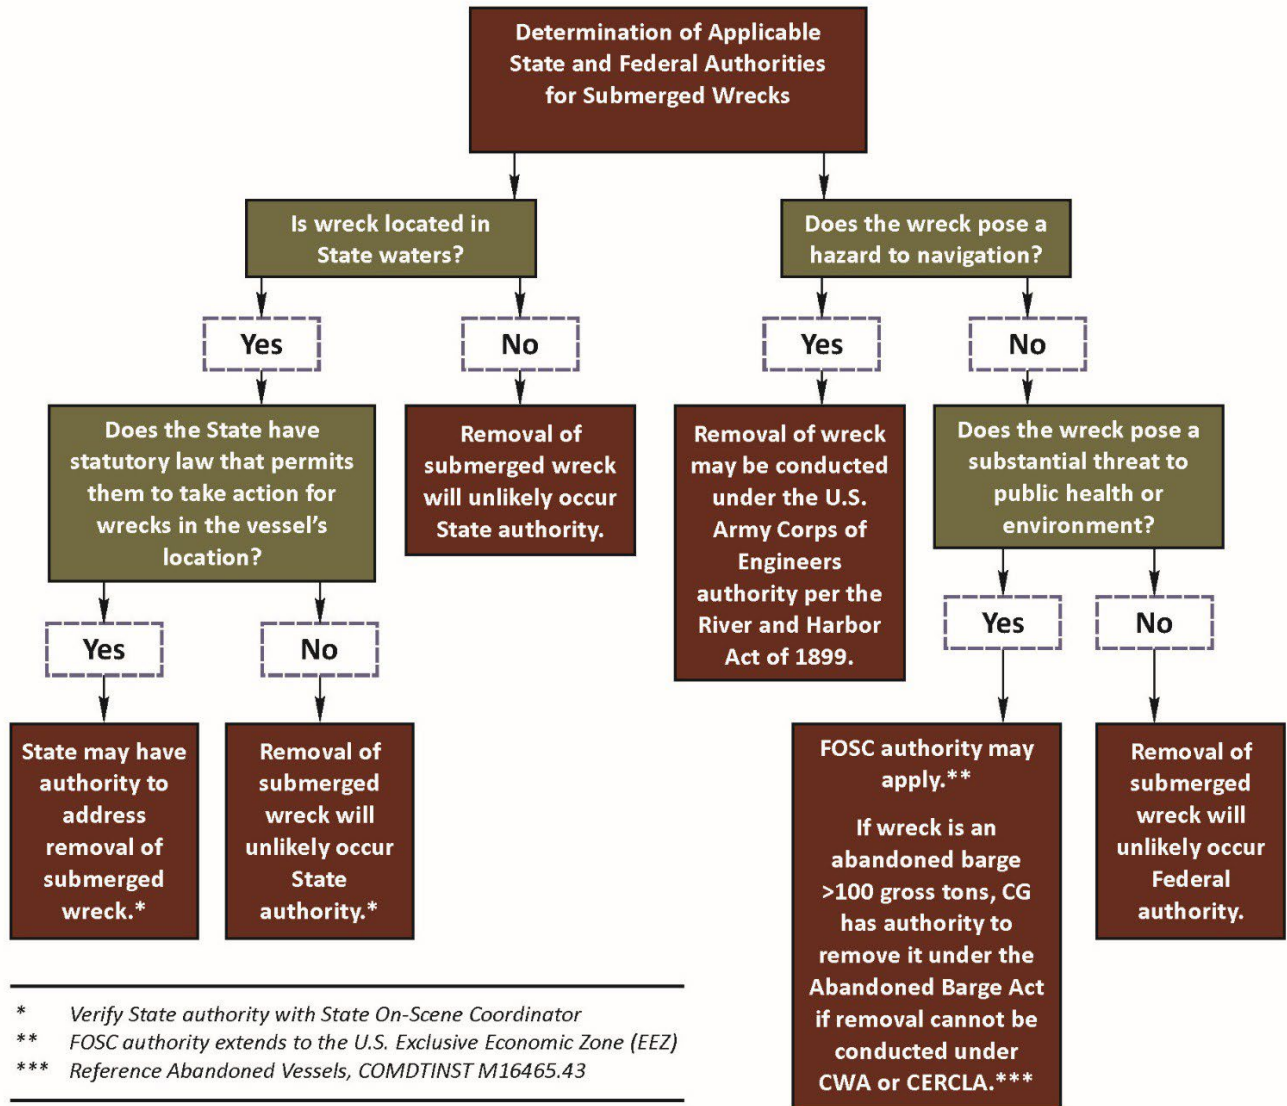 Determination of Applicable
State and Federal Authorities
for Submerged Wrecks
Is wreck located in
State waters?
Does the wreck pose a
hazard to navigation?
Yes
No
Yes
No
Does the State have
statutory law that permits
them to take action for
wrecks in the vessel's
location?
Removal of
submerged wreck
will unlikely occur
State authority.
Removal of wreck
may be conducted
under the U.S.
Army Corps of
Engineers
authority per the
River and Harbor
Act of 1899.
Does the wreck pose a
substantial threat to
public health or
environment?
Yes
No
Yes
No
State may have
authority to
address
removal of
submerged
wreck.*
Removal of
submerged
wreck will
unlikely occur
State
authority.*
FOSC authority may
apply.**
If wreck is an
abandoned barge
>100 gross tons, CG
has authority to
remove it under the
Abandoned Barge Act
if removal cannot be
conducted under
CWA or CERCLA.***
Removal of
submerged
wreck will
unlikely occur
Federal
authority.
* Verify State authority with State On-Scene Coordinator
** FOSC authority extends to the U.S. Exclusive Economic Zone (EEZ)
*** Reference Abandoned Vessels, COMDTINST M16465.43